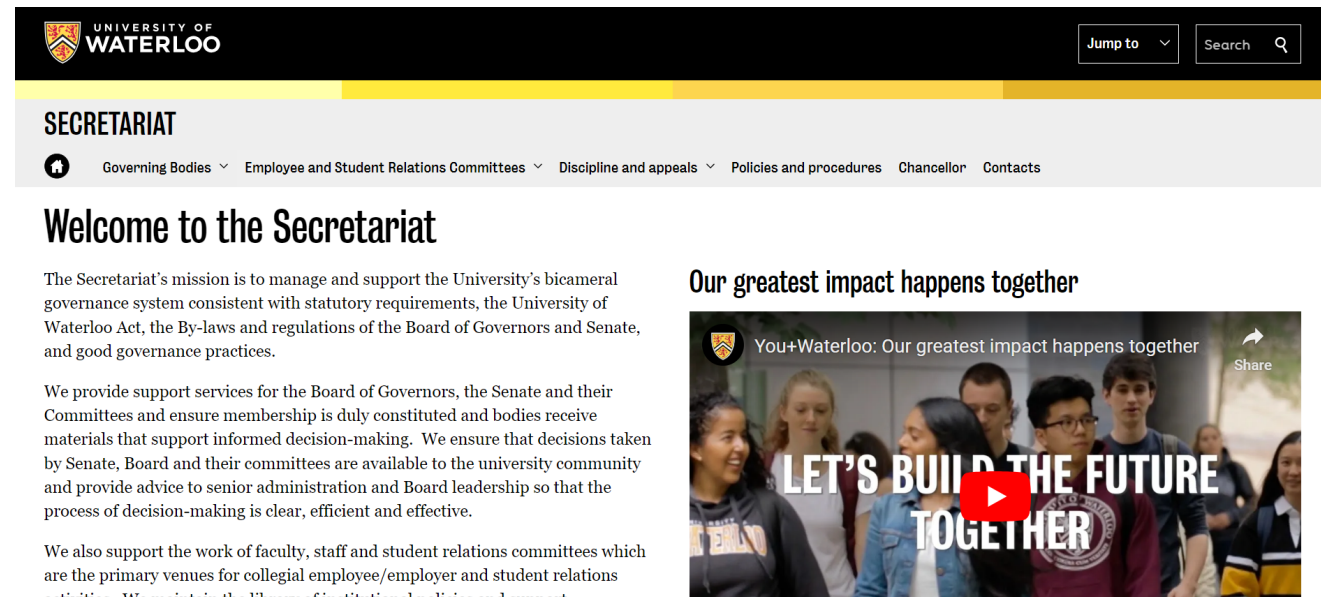 UNIVERSITY OF
WATERLOO
Jump to
Search
SECRETARIAT
Governing Bodies
Employee and Student Relations Committees
Discipline and appeals
Policies and procedures
Chancellor
Contacts
Welcome to the Secretariat
The Secretariat's mission is to manage and support the University's bicameral
governance system consistent with statutory requirements, the University of
Waterloo Act, the By-laws and regulations of the Board of Governors and Senate,
and good governance practices.
We provide support services for the Board of Governors, the Senate and their
Committees and ensure membership is duly constituted and bodies receive
materials that support informed decision-making.  We ensure that decisions taken
by Senate, Board and their committees are available to the university community
and provide advice to senior administration and Board leadership so that the
process of decision-making is clear, efficient and effective.
We also support the work of faculty, staff and student relations committees which
are the primary venues for collegial employee/employer and student relations
Our greatest impact happens together
You+Waterloo: Our greatest impact happens together
Share
LET'S BUILD THE FUTURE
TOGETHER